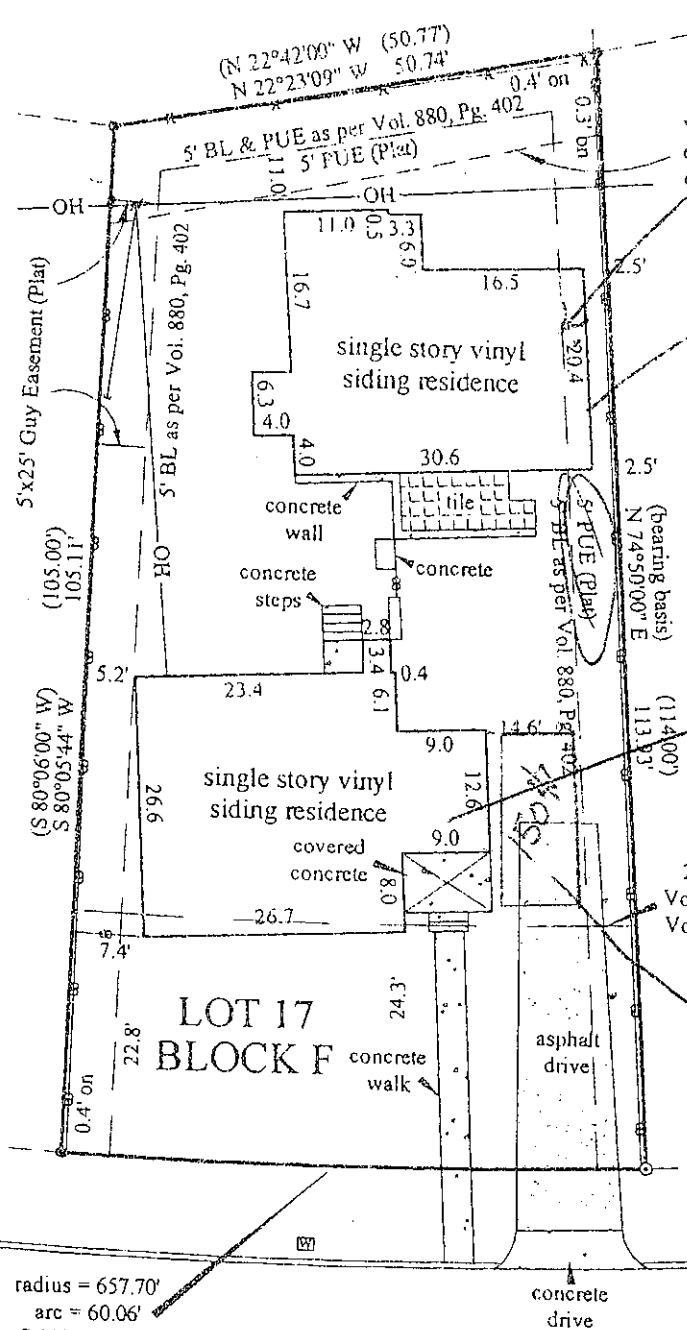 (N 22°42'00" W (50.77')
N 22°23'09" W 50.74'
0.4' on
0.3' on
5' BL & PUE as per Vol. 880, Pg. 402
5' PUE (Plat)
11.0'
OH
OH
11.0
0.5
3.3
6.9
16.5
2.5'
5'x25' Guy Easement (Plat)
5' BL as per Vol. 880, Pg. 402
16.7
single story vinyl
siding residence
20.4
6.3
4.0
4.0
30.6
2.5'
concrete
wall
tile
5' PUE (Plat)
5' BL as per Vol. 880, Pg. 402
(bearing basis)
N 74°50'00" E
(105.00')
105.11'
OH
concrete
concrete
steps
2.8
3.4
0.4
5.2'
23.4
6.1
(114.00')
113.93'
9.0
14.6'
(S 80°06'00" W)
S 80°05'44" W
26.6
single story vinyl
siding residence
12.6
9.0
covered
concrete
8.0
26.7
7.4'
Vo
Vo
22.8'
LOT 17
BLOCK F
24.3'
concrete
walk
asphalt
drive
0.4' on
W
radius = 657.70'
arc = 60.06'
concrete
drive